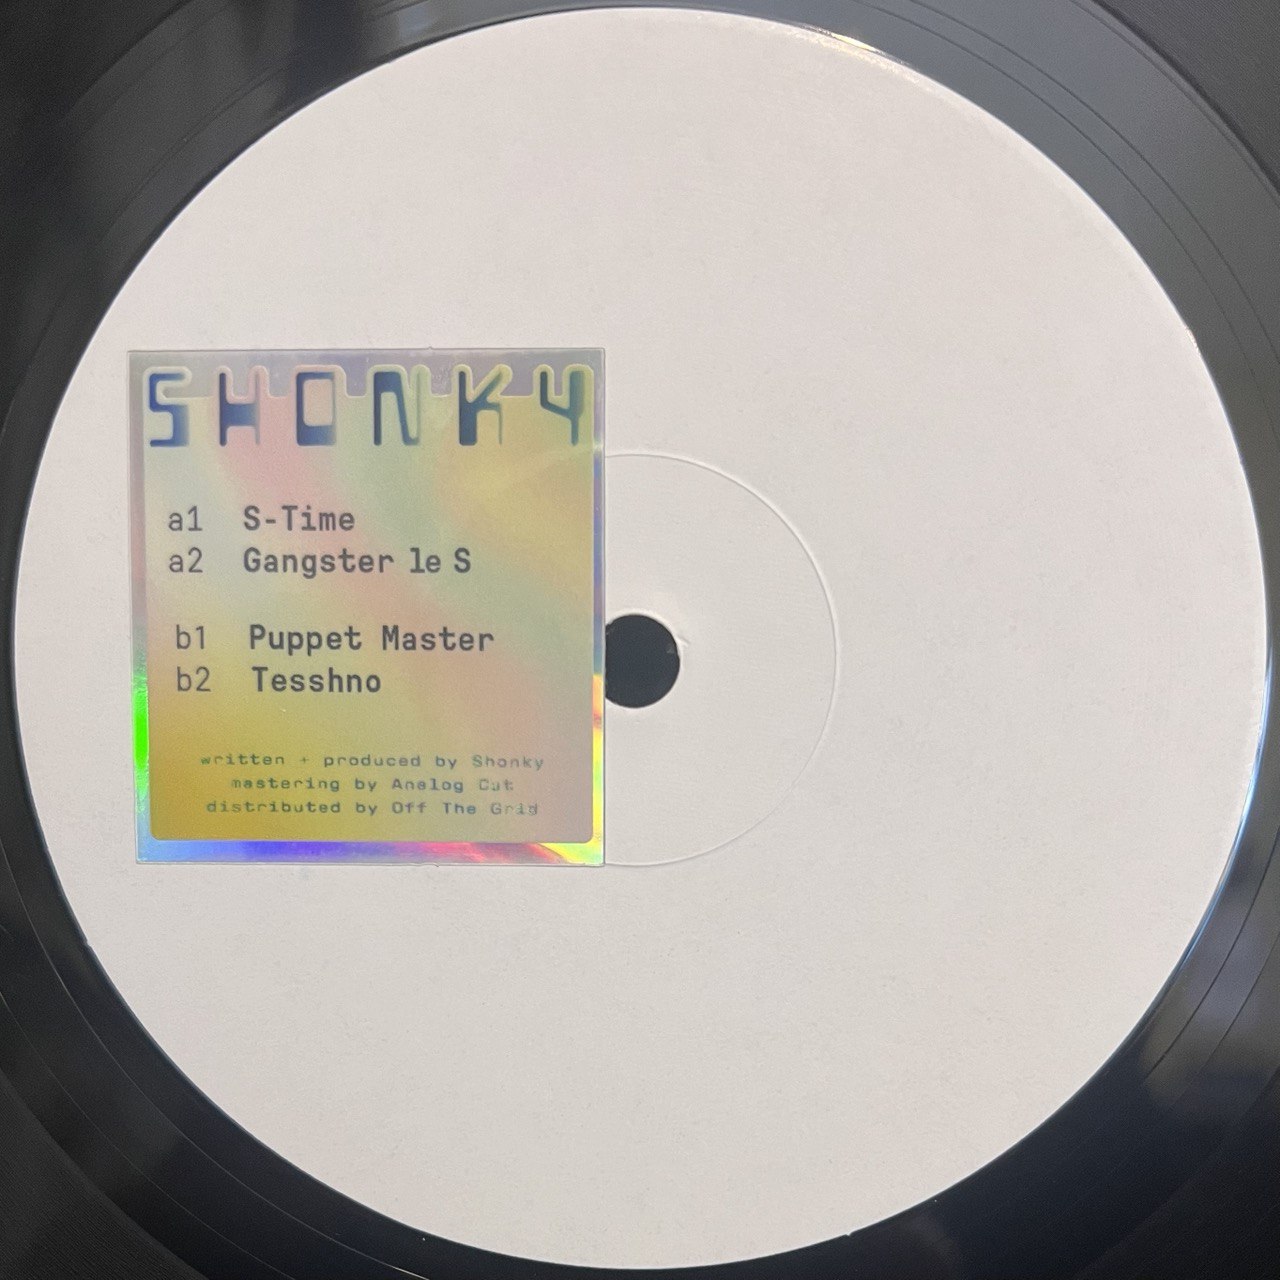 SHONKY
a1 S-Time
a2 Gangster le S
b1 Puppet Master
b2 Tesshno
written + produced by Shonky
mastering by Analog Cut
distributed by Off The Grid